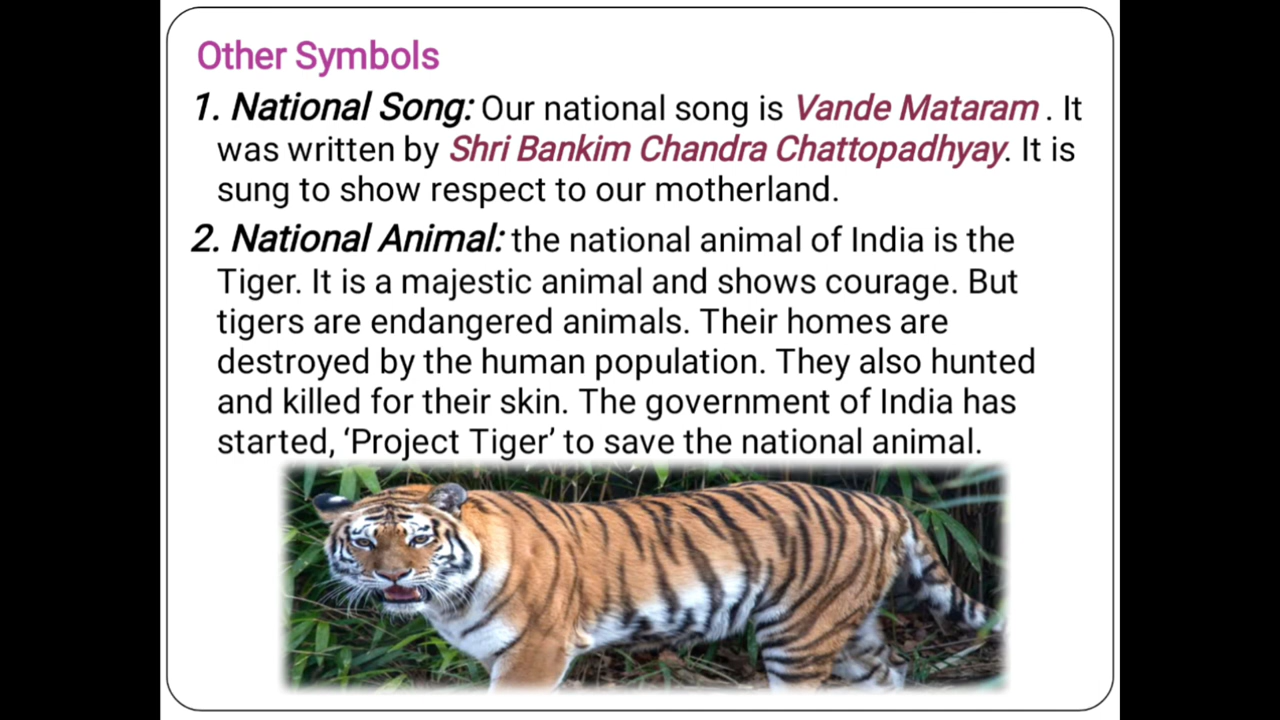 Other Symbols
1. National Song: Our national song is Vande Mataram . It
was written by Shri Bankim Chandra Chattopadhyay. It is
sung to show respect to our motherland.
2. National Animal: the national animal of India is the
Tiger. It is a majestic animal and shows courage. But
tigers are endangered animals. Their homes are
destroyed by the human population. They also hunted
and killed for their skin. The government of India has
started, ‘Project Tiger’ to save the national animal.